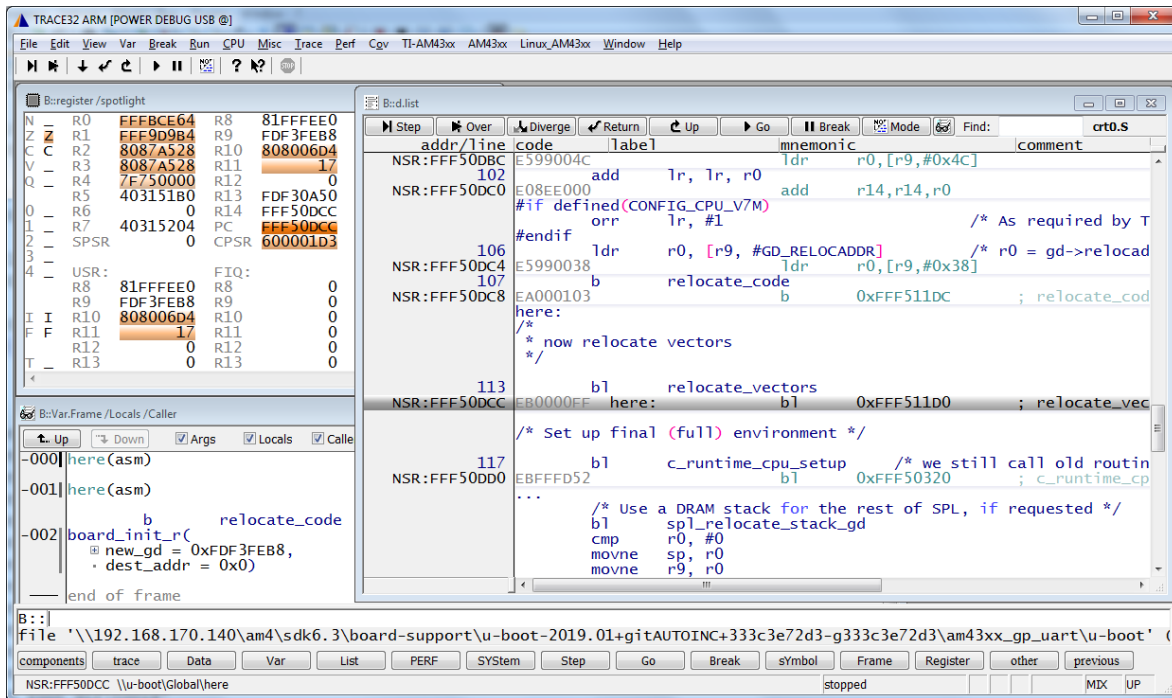 TRACE32 ARM [POWER DEBUG USB @]
File Edit View Var Break Run CPU Misc Trace Perf Cov TI-AM43xx AM43xx Linux_AM43xx Window Help
B::register /spotlight
N _ R0 FFFBCE64 R8 81FFFEE0
Z Z R1 FFF9D9B4 R9 FDF3FEB8
C C R2 8087A528 R10 808006D4
V _ R3 8087A528 R11 17
Q _ R4 7F750000 R12 0
R5 403151B0 R13 FDF30A50
0 _ R6 0 R14 FFF50DCC
1 _ R7 40315204 PC FFF50DCC
2 _ SPSR 0 CPSR 600001D3
3 _
4 _ USR: FIQ:
R8 81FFFEE0 R8 0
R9 FDF3FEB8 R9 0
I I R10 808006D4 R10 0
F F R11 17 R11 0
R12 0 R12 0
T _ R13 0 R13 0
B::Var.Frame /Locals /Caller
Up Down Args Locals Calle
-000 here(asm)
-001 here(asm)
b relocate_code
-002 board_init_r(
new_gd = 0xFDF3FEB8,
dest_addr = 0x0)
end of frame
B::d.list
Step Over Diverge Return Up Go Break Mode Find: crt0.S
addr/line code label mnemonic comment
NSR:FFF50DBC E599004C ldr r0,[r9,#0x4C]
102 add lr, lr, r0
NSR:FFF50DC0 E08EE000 add r14,r14,r0
#if defined(CONFIG_CPU_V7M)
orr lr, #1 /* As required by T
#endif
106 ldr r0, [r9, #GD_RELOCADDR] /* r0 = gd->relocad
NSR:FFF50DC4 E5990038 ldr r0,[r9,#0x38]
107 b relocate_code
NSR:FFF50DC8 EA000103 b 0xFFF511DC ; relocate_cod
here:
/*
* now relocate vectors
*/
113 bl relocate_vectors
NSR:FFF50DCC EB0000FF here: bl 0xFFF511D0 ; relocate_vec
/* Set up final (full) environment */
117 bl c_runtime_cpu_setup /* we still call old routin
NSR:FFF50DD0 EBFFFD52 bl 0xFFF50320 ; c_runtime_cp
...
/* Use a DRAM stack for the rest of SPL, if requested */
bl spl_relocate_stack_gd
cmp r0, #0
movne sp, r0
movne r9, r0
B::
file '\\192.168.170.140\am4\sdk6.3\board-support\u-boot-2019.01+gitAUTOINC+333c3e72d3-g333c3e72d3\am43xx_gp_uart\u-boot' (
components trace Data Var List PERF SYStem Step Go Break sYmbol Frame Register other previous
NSR:FFF50DCC \\u-boot\Global\here stopped MIX UP